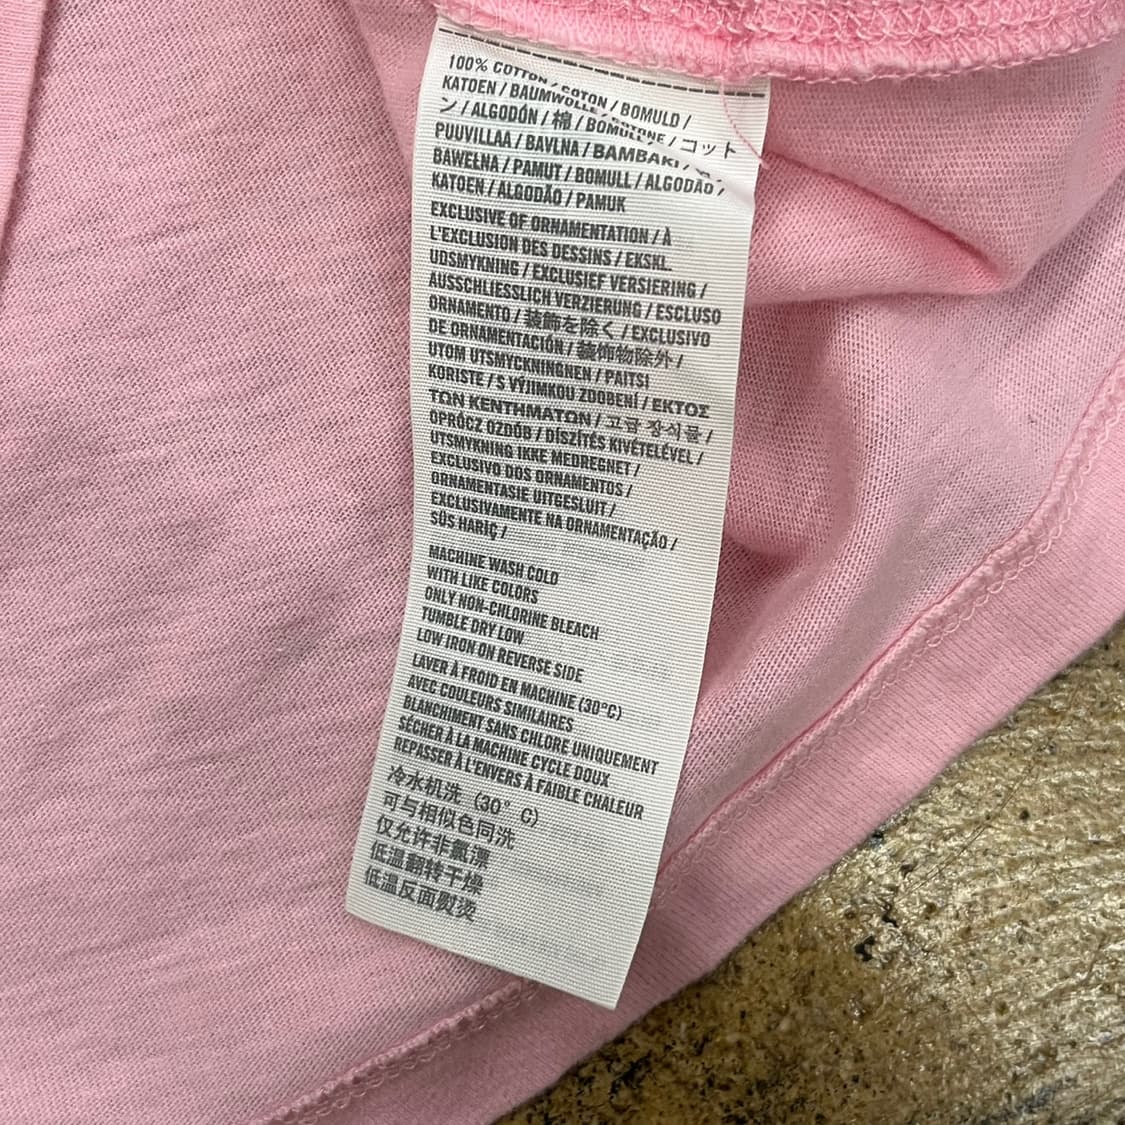 100% COTTON / COTON / BOMULD /
KATOEN / BAUMWOLLE / COTONE / コット
ン / ALGODÓN / 棉 / BOMULL /
PUUVILLAA / BAVLNA / ΒΑΜΒΑΚΙ /
BAWEŁNA / PAMUT / BOMULL / ALGODÃO /
KATOEN / ALGODÃO / PAMUK
EXCLUSIVE OF ORNAMENTATION / À
L'EXCLUSION DES DESSINS / EKSKL.
UDSMYKNING / EXCLUSIEF VERSIERING /
AUSSCHLIESSLICH VERZIERUNG / ESCLUSO
ORNAMENTO / 装飾を除く / EXCLUSIVO
DE ORNAMENTACIÓN / 装饰物除外 /
UTOM UTSMYCKNINGNEN / PAITSI
KORISTE / S VÝJIMKOU ZDOBENÍ / ΕΚΤΟΣ
ΤΩΝ ΚΕΝΤΗΜΑΤΩΝ / 고글 장식물 /
OPRÓCZ OZDÓB / DÍSZÍTÉS KIVÉTELÉVEL /
UTSMYKNING IKKE MEDREGNET /
EXCLUSIVO DOS ORNAMENTOS /
ORNAMENTASIE UITGESLUIT /
EXCLUSIVAMENTE NA ORNAMENTAÇÃO /
SÜS HARİÇ /
MACHINE WASH COLD
WITH LIKE COLORS
ONLY NON-CHLORINE BLEACH
TUMBLE DRY LOW
LOW IRON ON REVERSE SIDE
LAVER À FROID EN MACHINE (30°C)
AVEC COULEURS SIMILAIRES
BLANCHIMENT SANS CHLORE UNIQUEMENT
SÉCHER À LA MACHINE CYCLE DOUX
REPASSER À L'ENVERS À FAIBLE CHALEUR
冷水机洗 (30°C)
可与相似色同洗
仅允许非氯漂
低温翻转干燥
低温反面熨烫